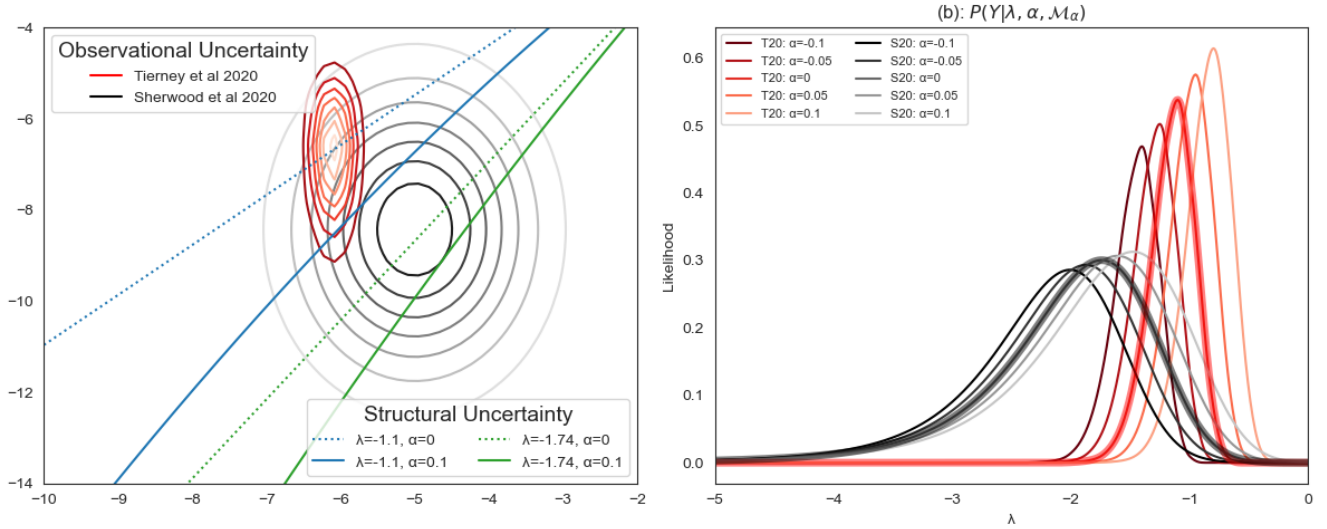 Observational Uncertainty
Tierney et al 2020
Sherwood et al 2020
Structural Uncertainty
λ=-1.1, α=0
λ=-1.74, α=0
λ=-1.1, α=0.1
λ=-1.74, α=0.1
−4
−6
−8
−10
−12
−14
−10
−9
−8
−7
−6
−5
−4
−3
−2
(b): P(Y|λ, α, ℳα)
T20: α=-0.1
S20: α=-0.1
T20: α=-0.05
S20: α=-0.05
T20: α=0
S20: α=0
T20: α=0.05
S20: α=0.05
T20: α=0.1
S20: α=0.1
Likelihood
0.6
0.5
0.4
0.3
0.2
0.1
0.0
−5
−3
−2
−1
0
λ